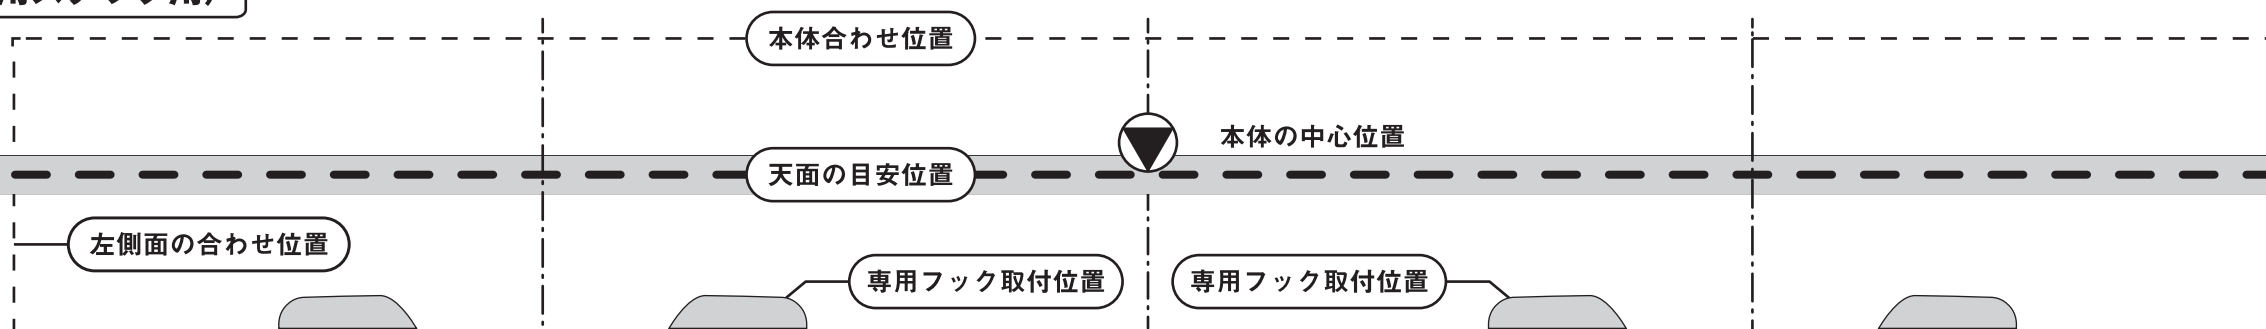 本体合わせ位置
本体の中心位置
天面の目安位置
左側面の合わせ位置
専用フック取付位置
専用フック取付位置